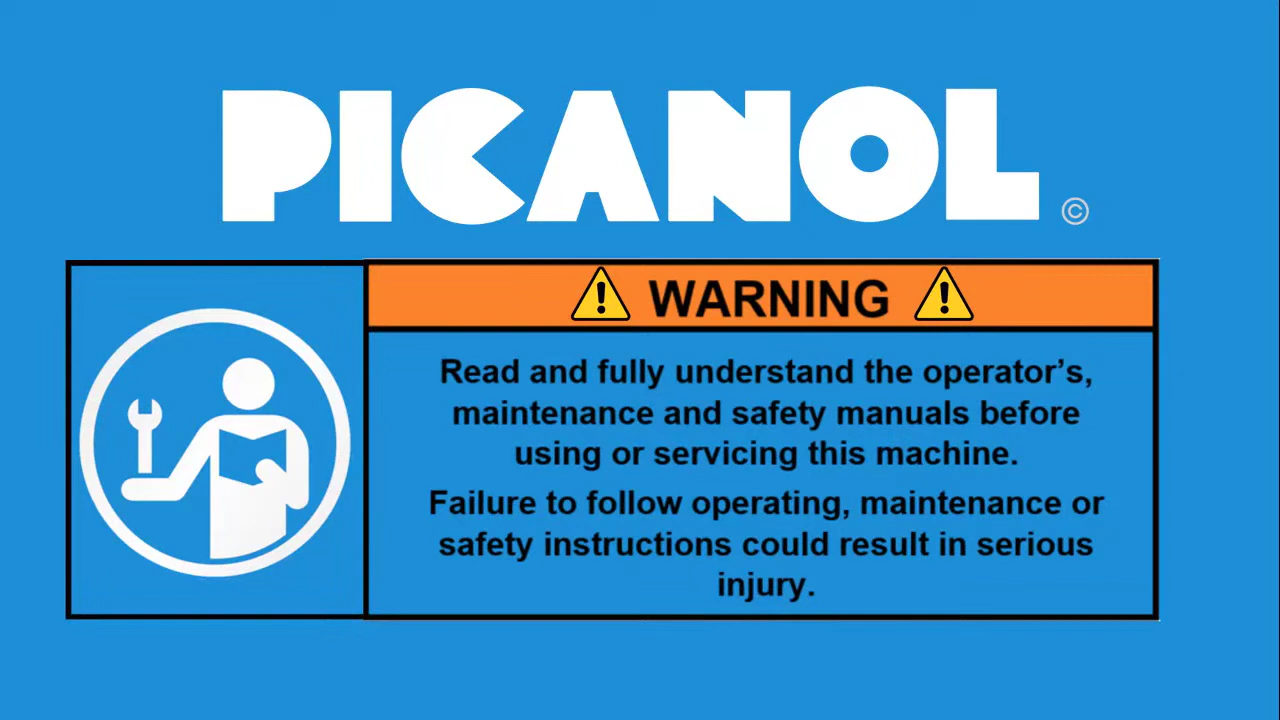 PICANOL ©
WARNING
Read and fully understand the operator’s,
maintenance and safety manuals before
using or servicing this machine.
Failure to follow operating, maintenance or
safety instructions could result in serious
injury.